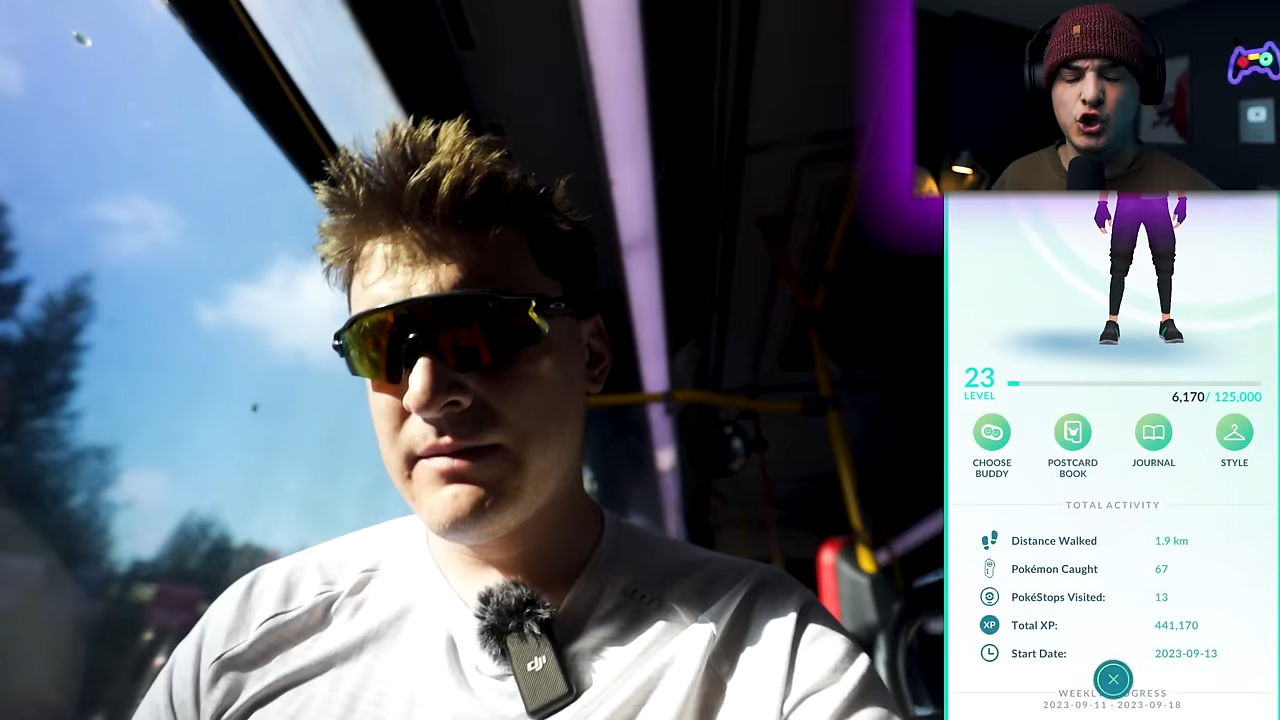 23
LEVEL
6,170/ 125,000
CHOOSE
BUDDY
POSTCARD
BOOK
JOURNAL
STYLE
TOTAL ACTIVITY
Distance Walked 1.9 km
Pokémon Caught 67
PokéStops Visited: 13
XP Total XP: 441,170
Start Date: 2023-09-13
2023-09-11 - 2023-09-18
dji